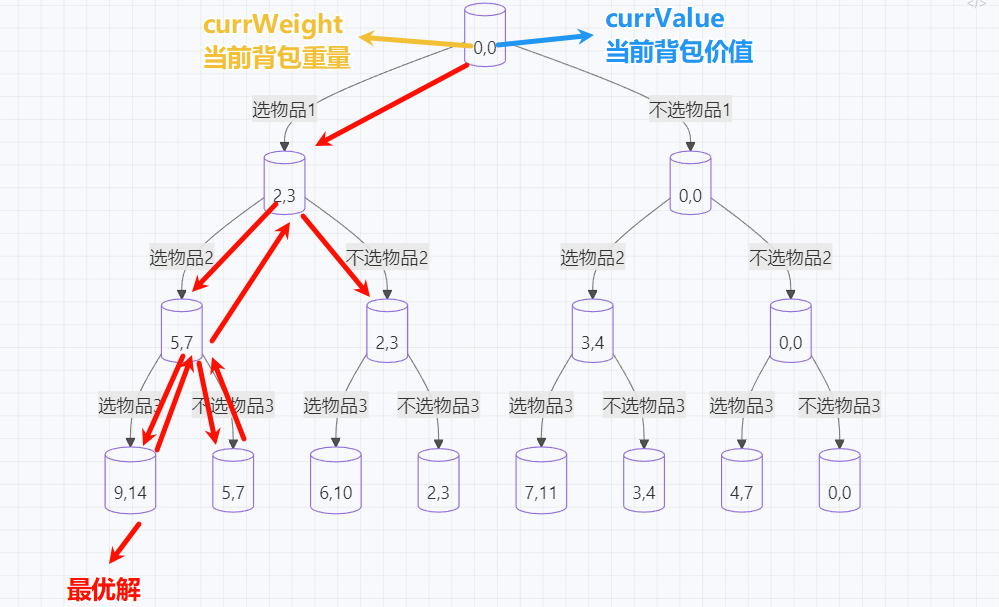 currWeight
当前背包重量
currValue
当前背包价值
</>
0,0
选物品1
不选物品1
2,3
0,0
选物品2
不选物品2
选物品2
不选物品2
5,7
2,3
3,4
0,0
选物品3
不选物品3
选物品3
不选物品3
选物品3
不选物品3
选物品3
不选物品3
9,14
5,7
6,10
2,3
7,11
3,4
4,7
0,0
最优解